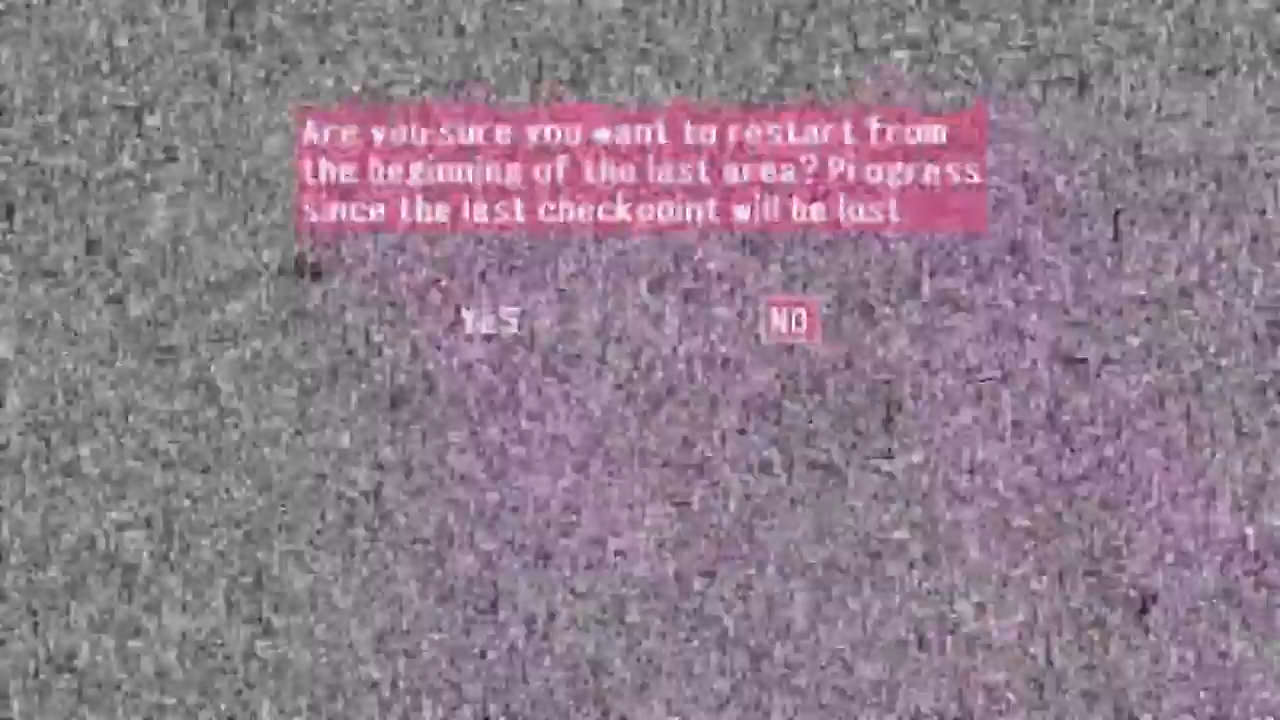 Are you sure you want to restart from
the beginning of the last area? Progress
since the last checkpoint will be lost
YES NO